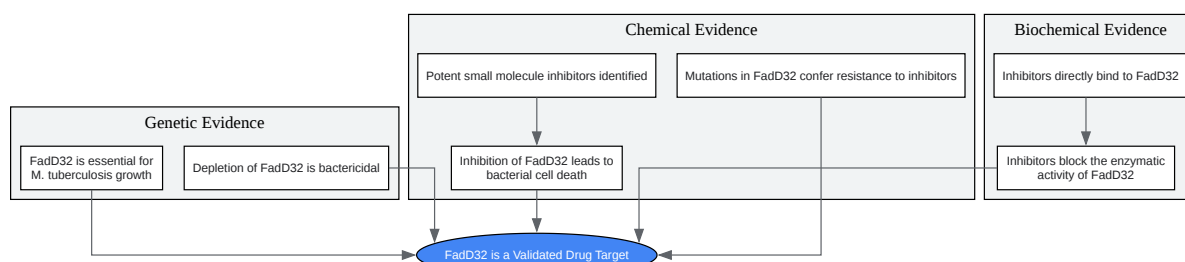 Chemical Evidence
Biochemical Evidence
Potent small molecule inhibitors identified
Mutations in FadD32 confer resistance to inhibitors
Inhibitors directly bind to FadD32
Genetic Evidence
FadD32 is essential for
M. tuberculosis growth
Depletion of FadD32 is bactericidal
Inhibition of FadD32 leads to
bacterial cell death
Inhibitors block the enzymatic
activity of FadD32
FadD32 is a Validated Drug Target